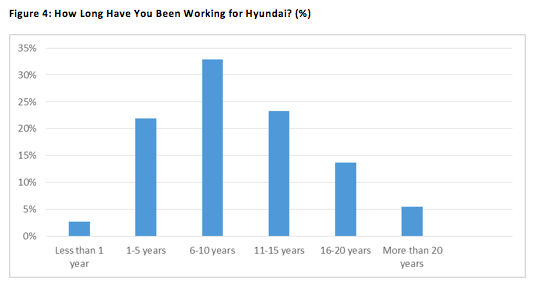 Figure 4: How Long Have You Been Working for Hyundai? (%)
35%
30%
25%
20%
15%
10%
5%
0%
Less than 1 1-5 years 6-10 years 11-15 years 16-20 years More than 20
year years